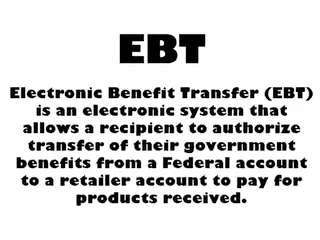 EBT
Electronic Benefit Transfer (EBT)
is an electronic system that
allows a recipient to authorize
transfer of their government
benefits from a Federal account
to a retailer account to pay for
products received.